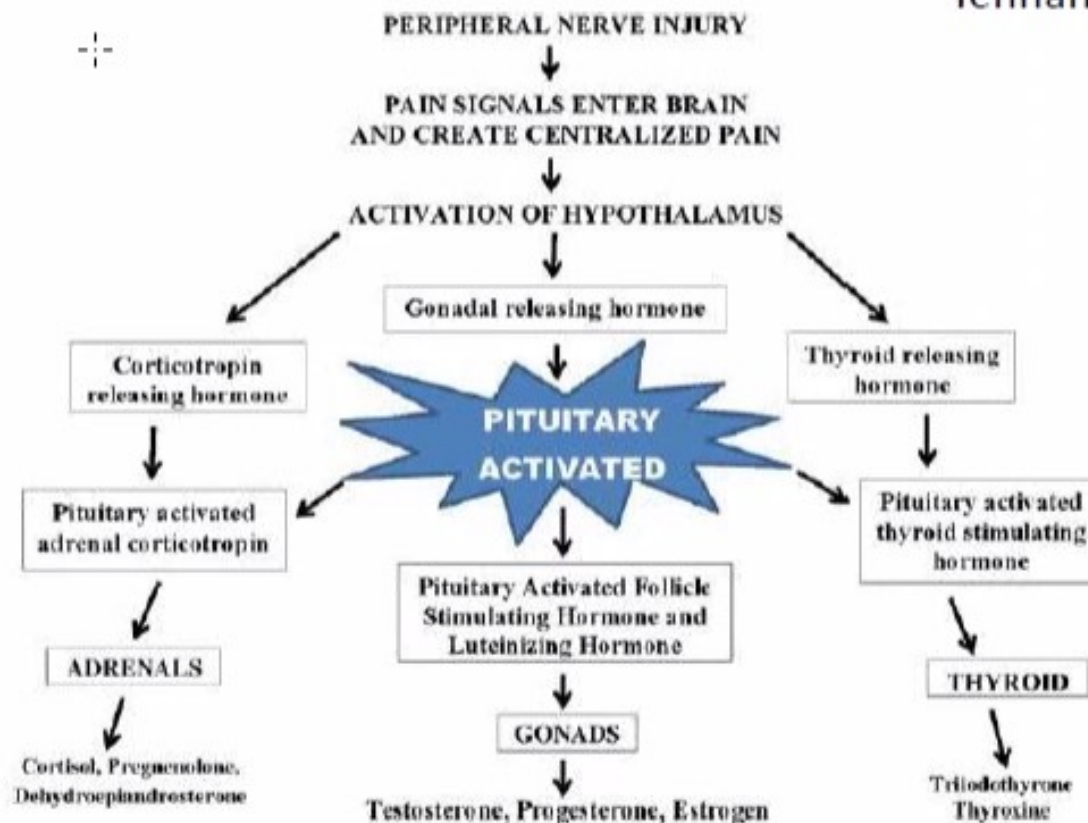 PERIPHERAL NERVE INJURY
PAIN SIGNALS ENTER BRAIN
AND CREATE CENTRALIZED PAIN
ACTIVATION OF HYPOTHALAMUS
Gonadal releasing hormone
Corticotropin
releasing hormone
Thyroid releasing
hormone
PITUITARY
ACTIVATED
Pituitary activated
adrenal corticotropin
Pituitary Activated Follicle
Stimulating Hormone and
Luteinizing Hormone
Pituitary activated
thyroid stimulating
hormone
ADRENALS
GONADS
THYROID
Cortisol, Pregnenolone,
Dehydroepiandrosterone
Testosterone, Progesterone, Estrogen
Triiodothyrone
Thyroxine